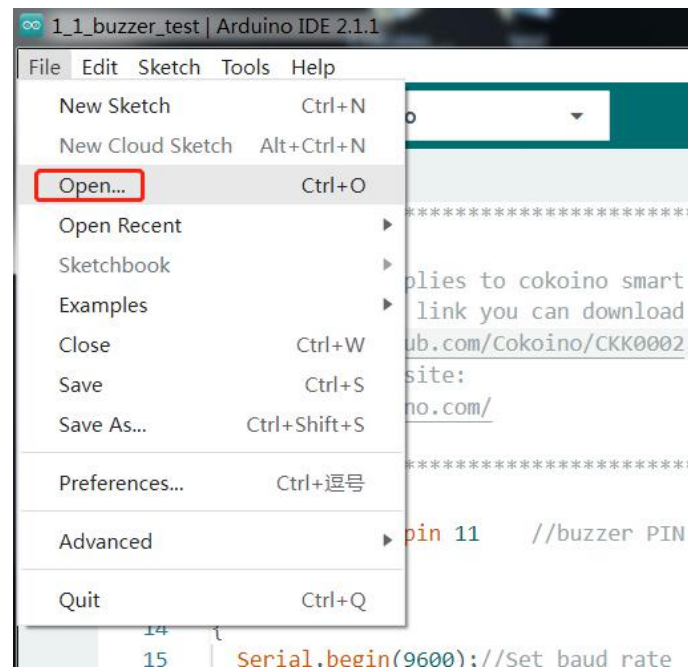 1_1_buzzer_test | Arduino IDE 2.1.1
File Edit Sketch Tools Help
New Sketch Ctrl+N
New Cloud Sketch Alt+Ctrl+N
Open... Ctrl+O
Open Recent
Sketchbook
Examples
Close Ctrl+W
Save Ctrl+S
Save As... Ctrl+Shift+S
Preferences... Ctrl+逗号
Advanced
Quit Ctrl+Q
o
************************
plies to cokoino smart
link you can download
ub.com/Cokoino/CKK0002
site:
no.com/
************************
pin 11 //buzzer PIN
14 {
15 Serial.begin(9600);//Set baud rate